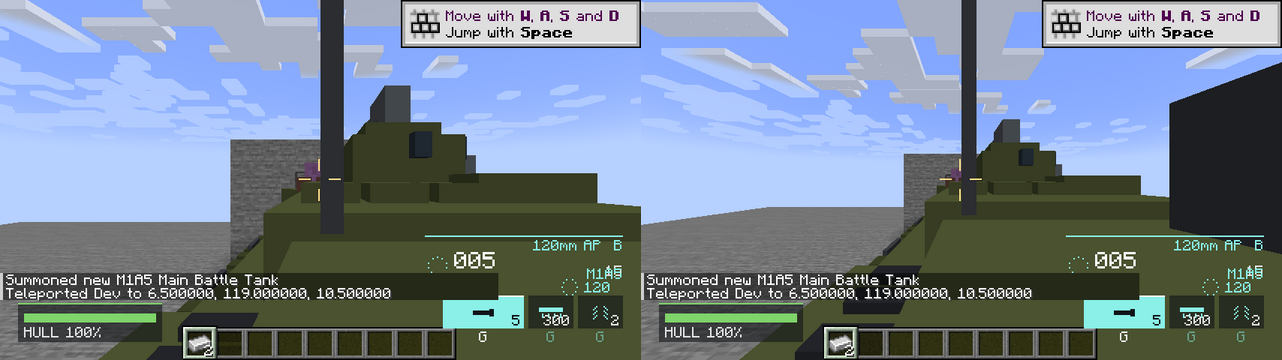 Move with W, A, S and D
Jump with Space
120mm AP B
005
M1A5
120
Summoned new M1A5 Main Battle Tank
Teleported Dev to 6.500000, 119.000000, 10.500000
HULL 100%
5
300
2
G
G
G
2
Move with W, A, S and D
Jump with Space
120mm AP B
005
M1A5
120
Summoned new M1A5 Main Battle Tank
Teleported Dev to 6.500000, 119.000000, 10.500000
HULL 100%
5
300
2
G
G
G
2